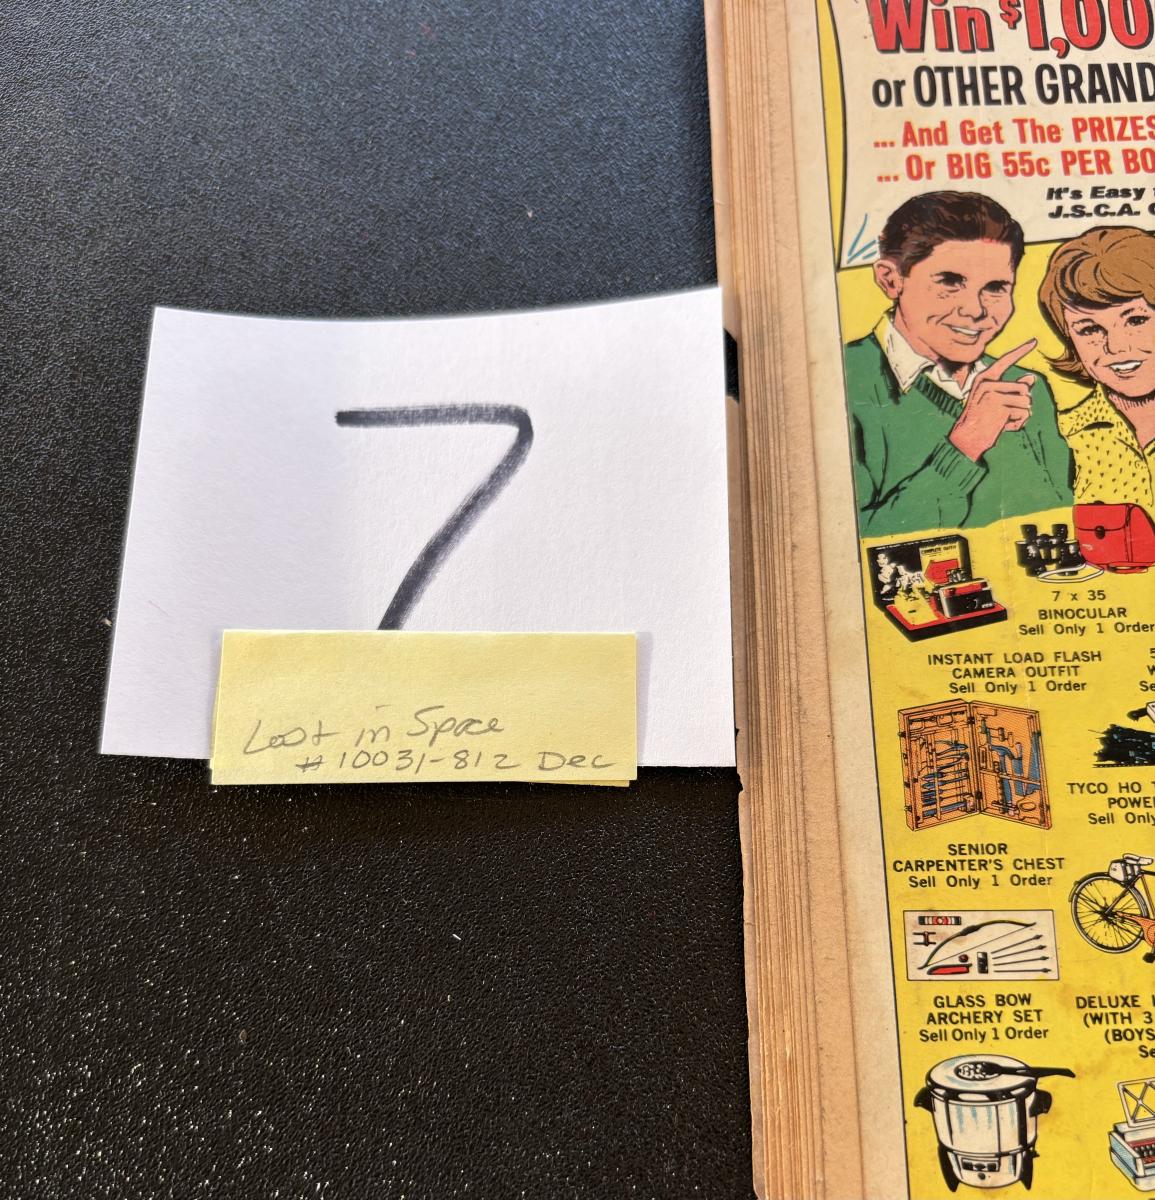 Win $1,00
or OTHER GRAND
... And Get The PRIZES
... Or BIG 55c PER BO
It's Easy
J.S.C.A.
7
Lost in Space
#10031-812 Dec
COMPLETE OUTFIT
7 x 35
BINOCULAR
Sell Only 1 Order
INSTANT LOAD FLASH
CAMERA OUTFIT
Sell Only 1 Order
TYCO HO
POWE
Sell Only
SENIOR
CARPENTER'S CHEST
Sell Only 1 Order
GLASS BOW
ARCHERY SET
Sell Only 1 Order
DELUXE
(WITH 3
(BOYS
Se